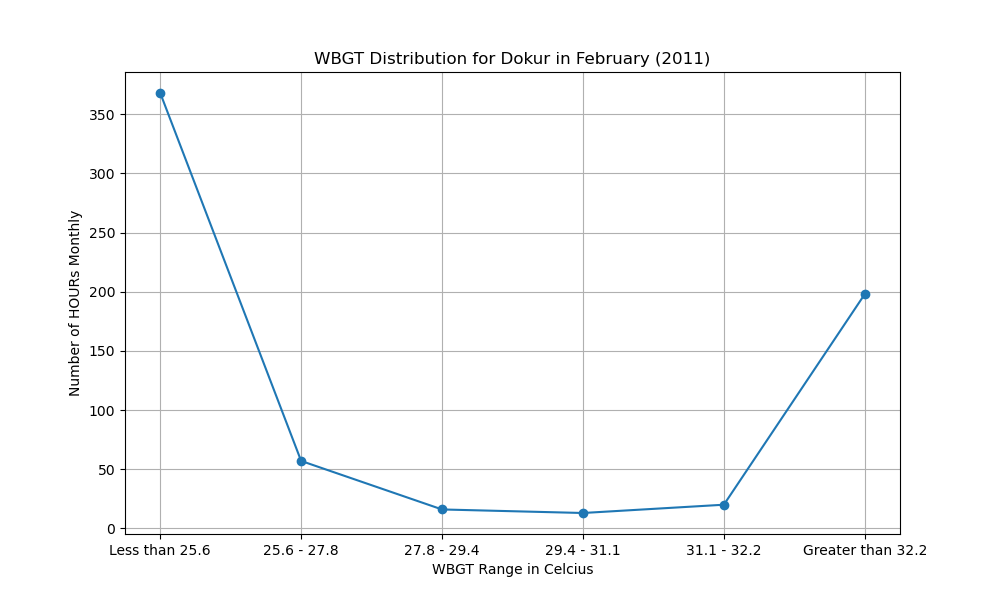 WBGT Distribution for Dokur in February (2011)
Number of HOURs Monthly
350
300
250
200
150
100
50
0
Less than 25.6
25.6 - 27.8
27.8 - 29.4
29.4 - 31.1
31.1 - 32.2
Greater than 32.2
WBGT Range in Celcius